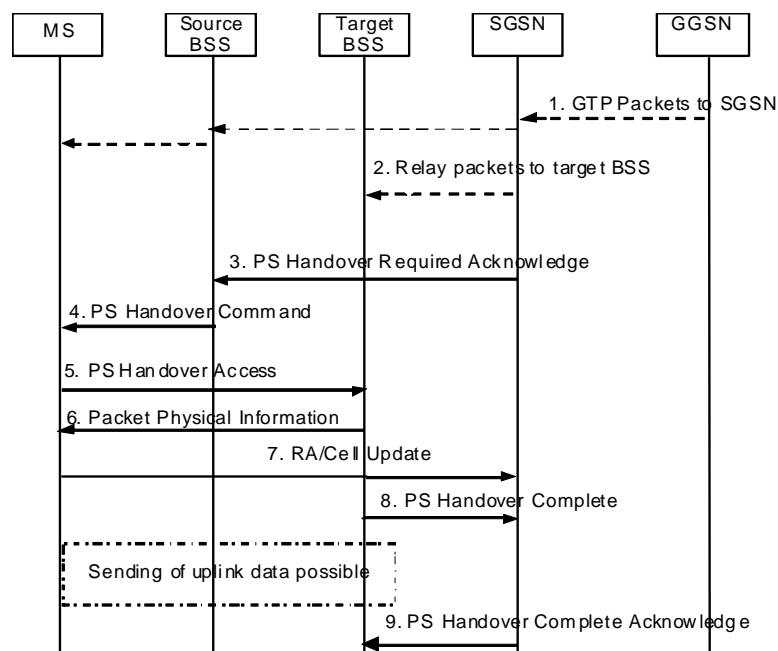 MS
Source
BSS
Target
BSS
SGSN
GGSN
1. GTP Packets to SGSN
2. Relay packets to target BSS
3. PS Handover Required Acknowledge
4. PS Handover Command
5. PS Handover Access
6. Packet Physical Information
7. RA/Cell Update
8. PS Handover Complete
Sending of uplink data possible
9. PS Handover Complete Acknowledge